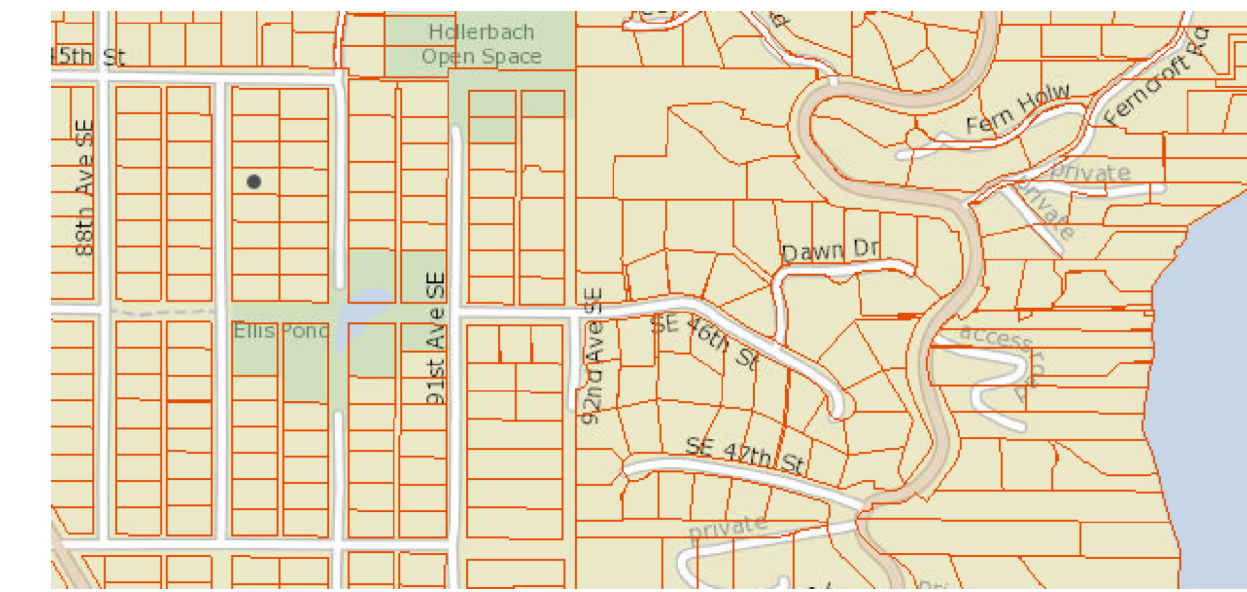 Hollerbach
Open Space
45th St
Fern Holw
Ferncroft Rd
88th Ave SE
private
private
Dawn Dr
SE 46th St
Ellis Pond
91st Ave SE
92nd Ave SE
access rd
SE 47th St
private